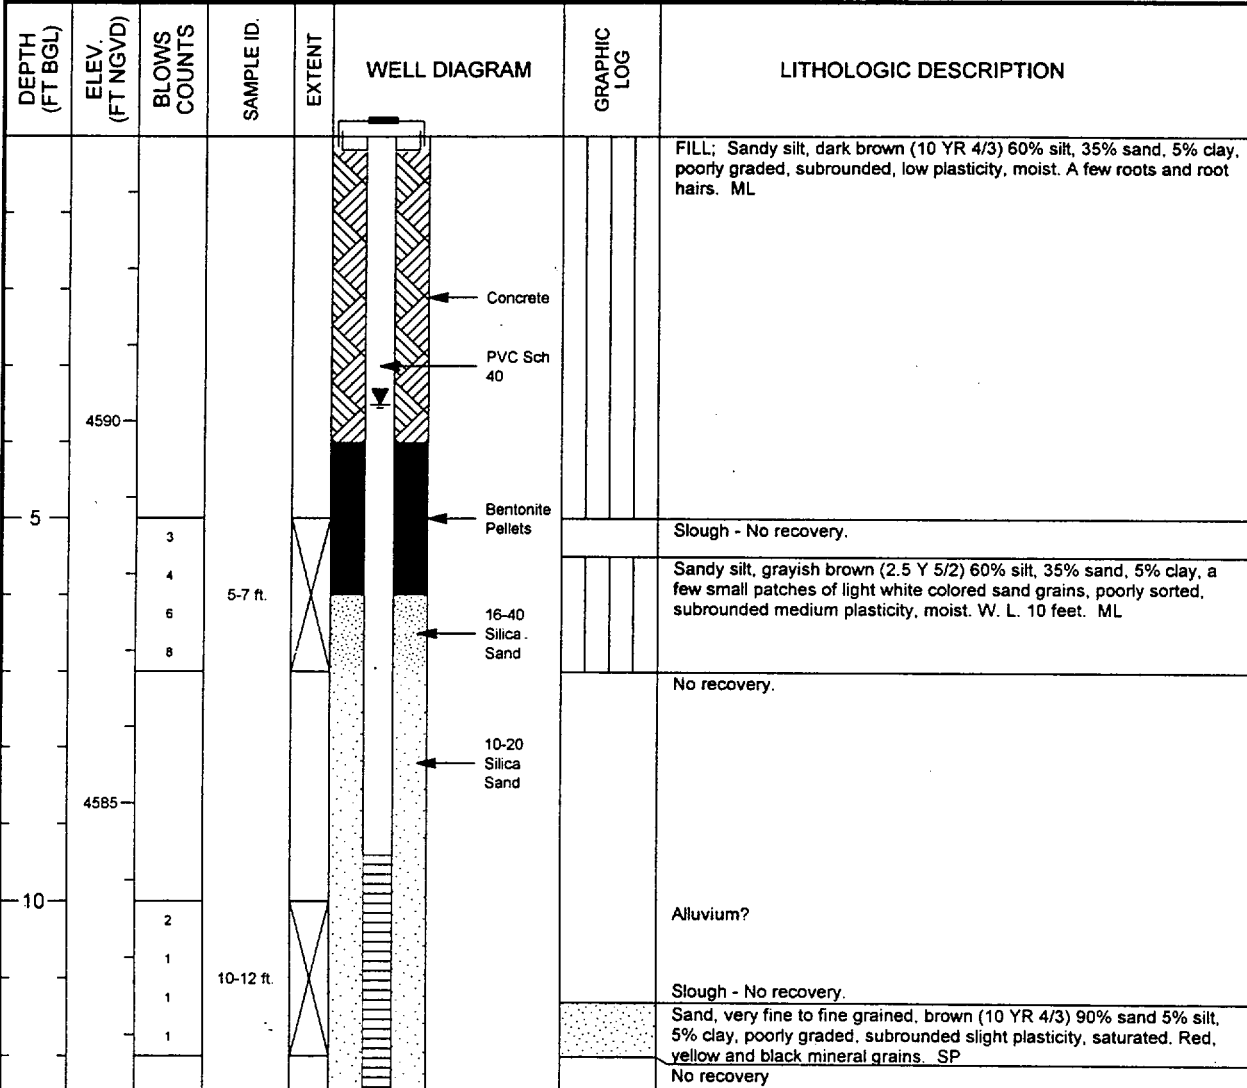 DEPTH
(FT BGL)
ELEV.
(FT NGVD)
BLOWS
COUNTS
SAMPLE ID.
EXTENT
WELL DIAGRAM
GRAPHIC
LOG
LITHOLOGIC DESCRIPTION
FILL; Sandy silt, dark brown (10 YR 4/3) 60% silt, 35% sand, 5% clay,
poorly graded, subrounded, low plasticity, moist. A few roots and root
hairs. ML
Concrete
PVC Sch
40
4590
5
Bentonite
Pellets
Slough - No recovery.
3
4
6
8
5-7 ft.
Sandy silt, grayish brown (2.5 Y 5/2) 60% silt, 35% sand, 5% clay, a
few small patches of light white colored sand grains, poorly sorted,
subrounded medium plasticity, moist. W. L. 10 feet. ML
16-40
Silica
Sand
No recovery.
10-20
Silica
Sand
4585
10
Alluvium?
2
1
1
1
10-12 ft.
Slough - No recovery.
Sand, very fine to fine grained, brown (10 YR 4/3) 90% sand 5% silt,
5% clay, poorly graded, subrounded slight plasticity, saturated. Red,
yellow and black mineral grains. SP
No recovery